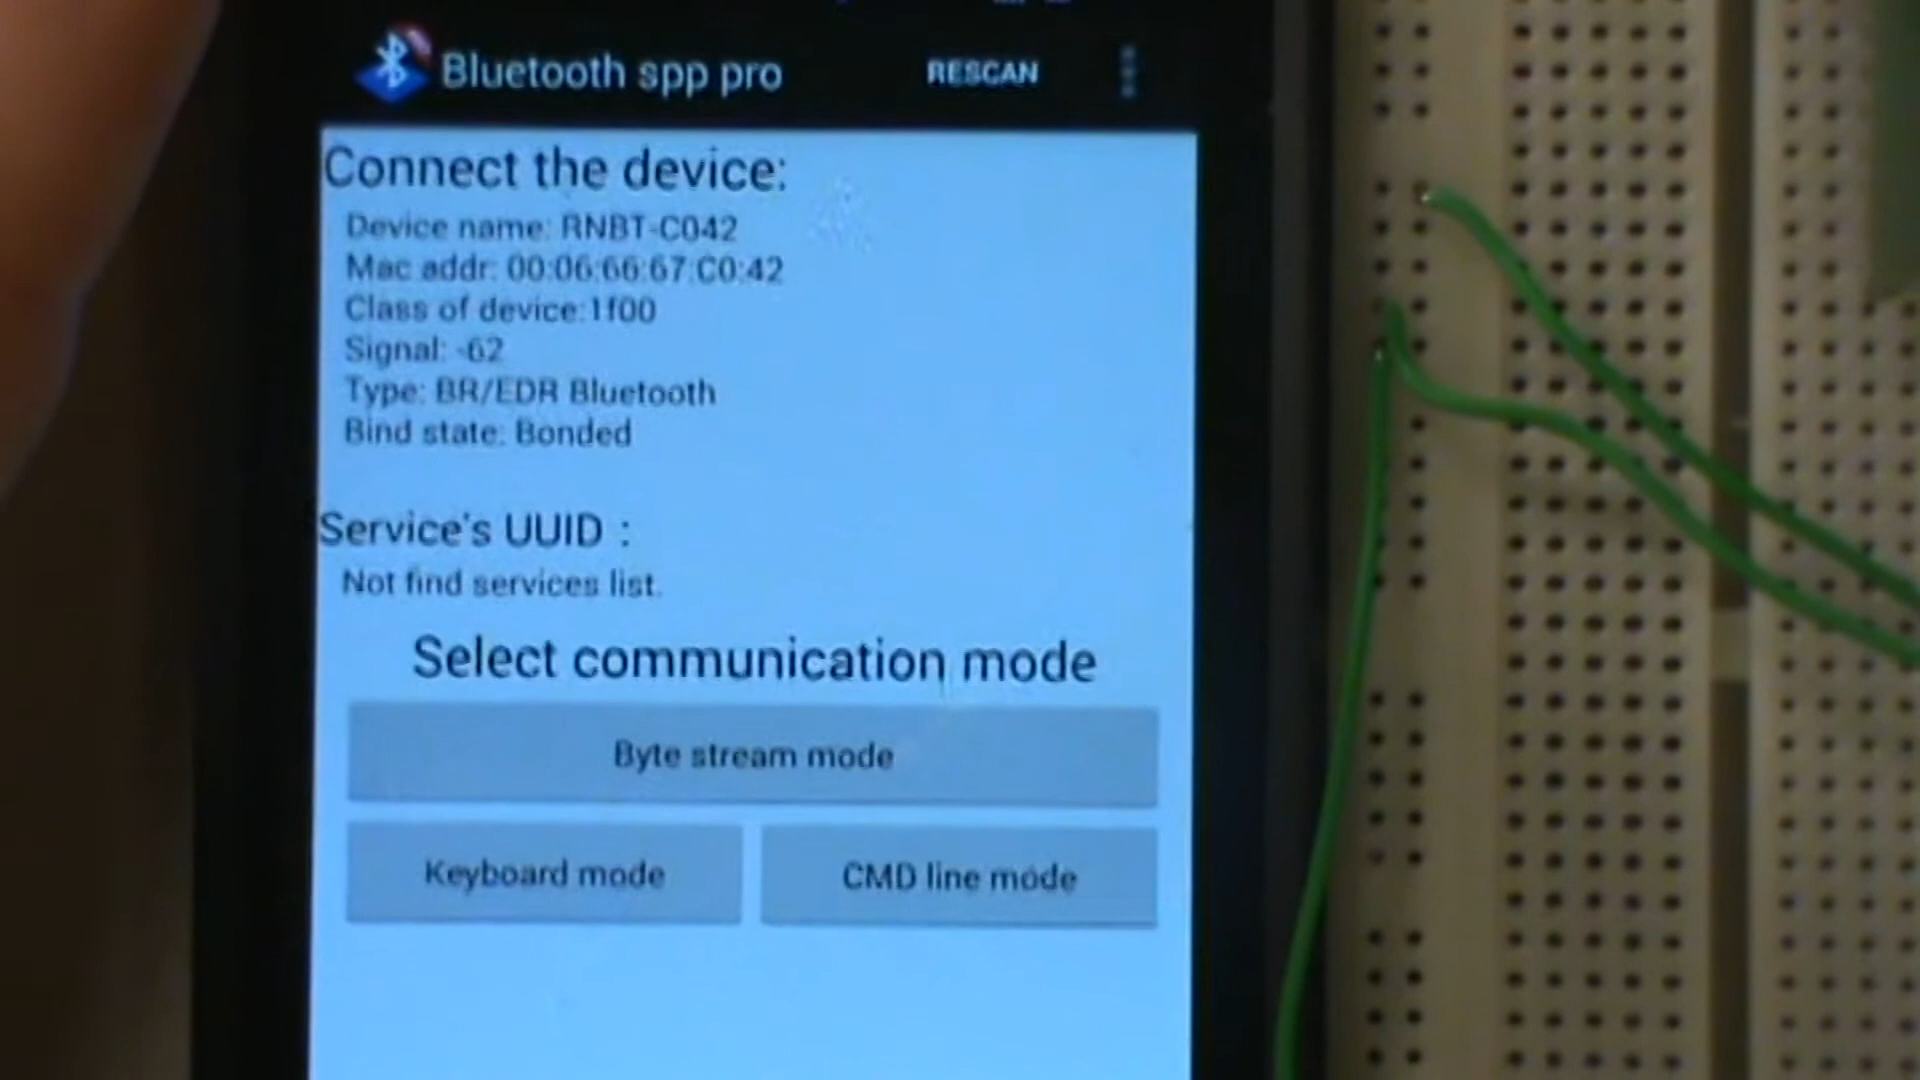 Bluetooth spp pro RESCAN
Connect the device:
Device name: RNBT-C042
Mac addr: 00:06:66:67:C0:42
Class of device:1f00
Signal: -62
Type: BR/EDR Bluetooth
Bind state: Bonded
Service's UUID :
Not find services list.
Select communication mode
Byte stream mode
Keyboard mode CMD line mode